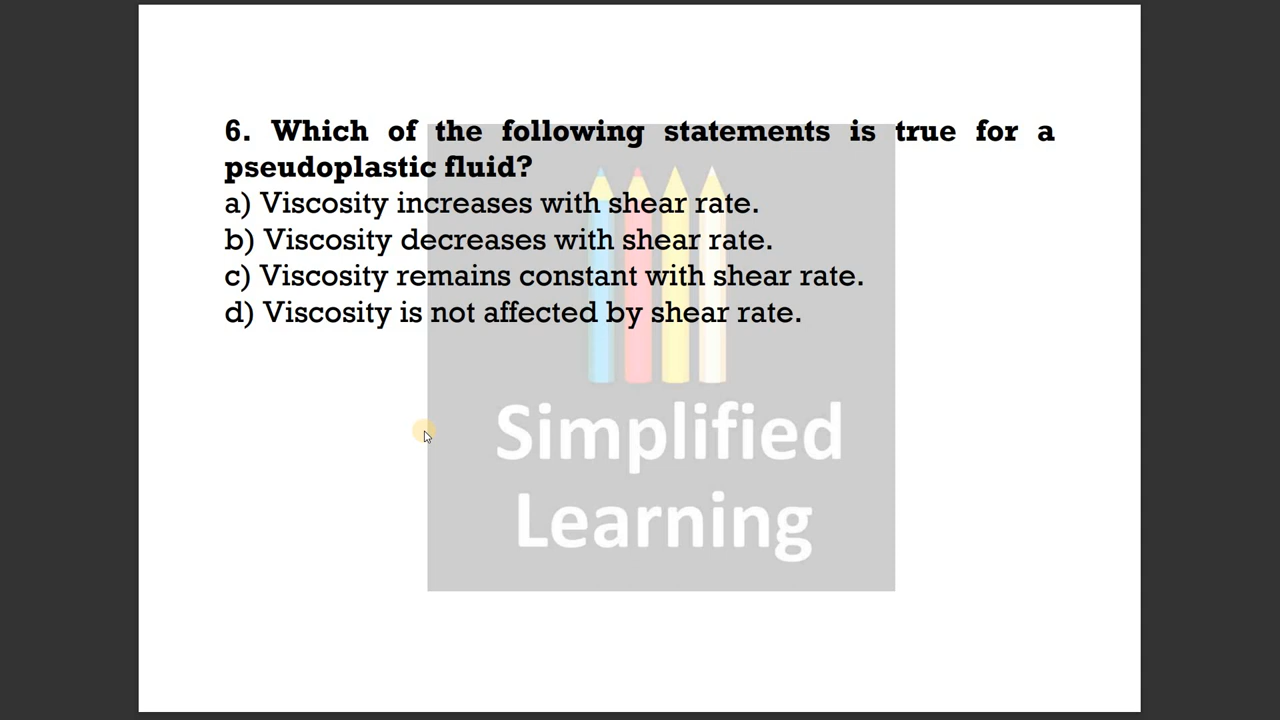 6. Which of the following statements is true for a
pseudoplastic fluid?
a) Viscosity increases with shear rate.
b) Viscosity decreases with shear rate.
c) Viscosity remains constant with shear rate.
d) Viscosity is not affected by shear rate.
Simplified
Learning